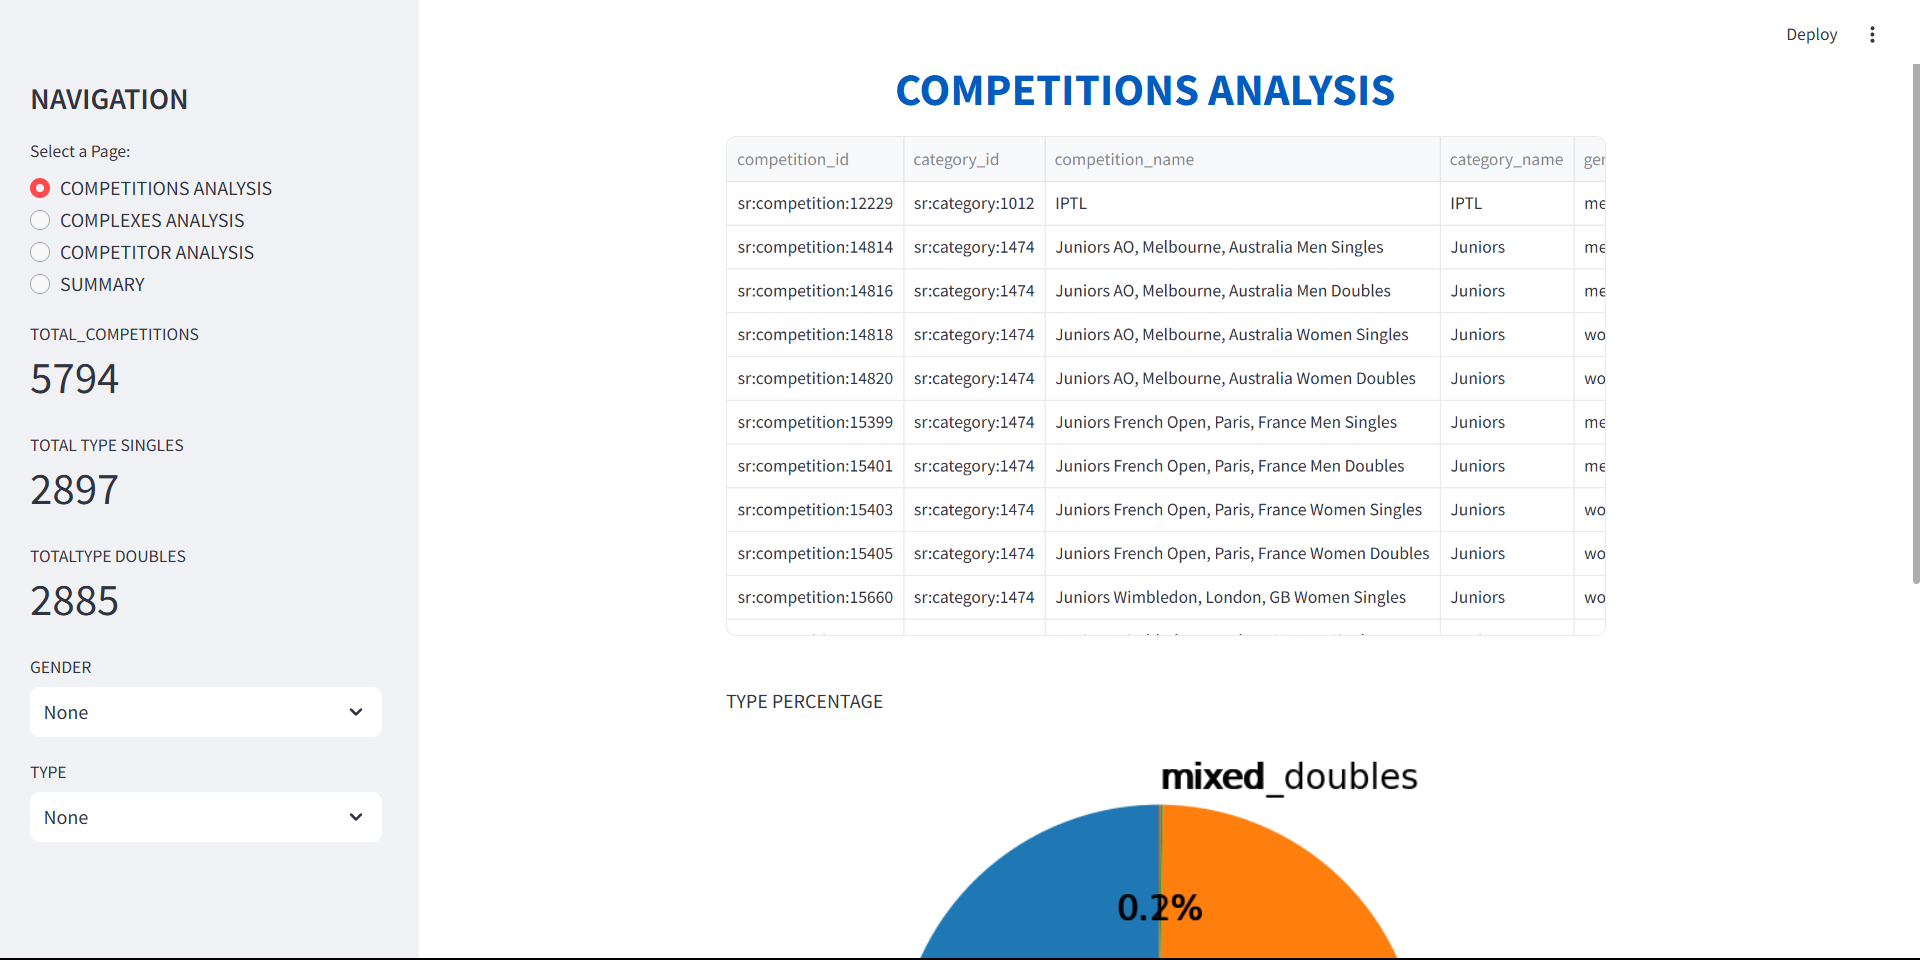 Deploy
NAVIGATION
Select a Page:
COMPETITIONS ANALYSIS
COMPLEXES ANALYSIS
COMPETITOR ANALYSIS
SUMMARY
TOTAL_COMPETITIONS
5794
TOTAL TYPE SINGLES
2897
TOTALTYPE DOUBLES
2885
GENDER
None
TYPE
None
COMPETITIONS ANALYSIS
competition_id category_id competition_name category_name ger
sr:competition:12229 sr:category:1012 IPTL IPTL me
sr:competition:14814 sr:category:1474 Juniors AO, Melbourne, Australia Men Singles Juniors me
sr:competition:14816 sr:category:1474 Juniors AO, Melbourne, Australia Men Doubles Juniors me
sr:competition:14818 sr:category:1474 Juniors AO, Melbourne, Australia Women Singles Juniors wo
sr:competition:14820 sr:category:1474 Juniors AO, Melbourne, Australia Women Doubles Juniors wo
sr:competition:15399 sr:category:1474 Juniors French Open, Paris, France Men Singles Juniors me
sr:competition:15401 sr:category:1474 Juniors French Open, Paris, France Men Doubles Juniors me
sr:competition:15403 sr:category:1474 Juniors French Open, Paris, France Women Singles Juniors wo
sr:competition:15405 sr:category:1474 Juniors French Open, Paris, France Women Doubles Juniors wo
sr:competition:15660 sr:category:1474 Juniors Wimbledon, London, GB Women Singles Juniors wo
TYPE PERCENTAGE
mixed_doubles